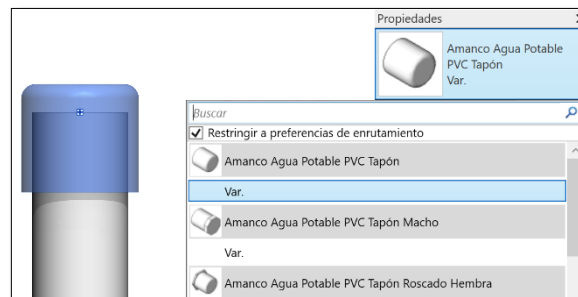 Propiedades
Amanco Agua Potable
PVC Tapón
Var.
Buscar
Restringir a preferencias de enrutamiento
Amanco Agua Potable PVC Tapón
Var.
Amanco Agua Potable PVC Tapón Macho
Var.
Amanco Agua Potable PVC Tapón Roscado Hembra